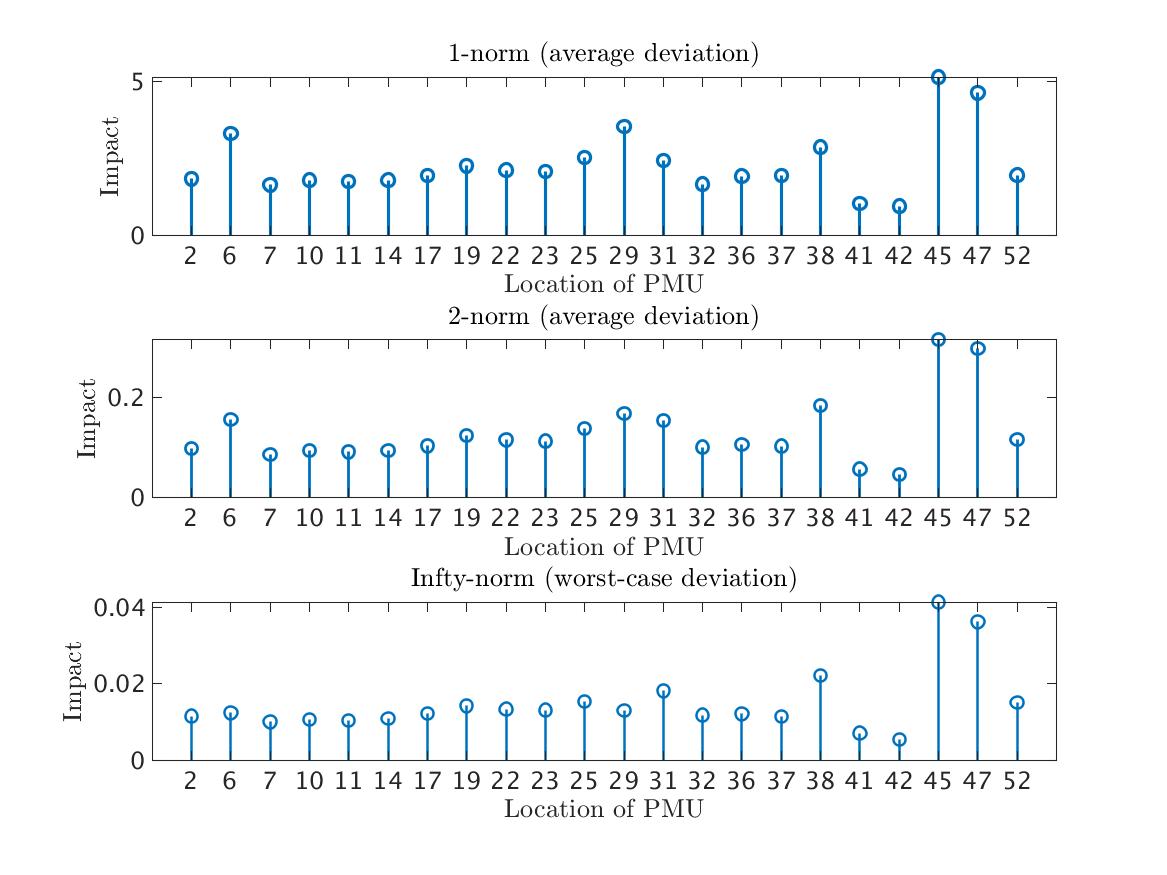 1-norm (average deviation)
5
Impact
0
2 6 7 10 11 14 17 19 22 23 25 29 31 32 36 37 38 41 42 45 47 52
Location of PMU
2-norm (average deviation)
0.2
Impact
0
2 6 7 10 11 14 17 19 22 23 25 29 31 32 36 37 38 41 42 45 47 52
Location of PMU
Infty-norm (worst-case deviation)
0.04
Impact
0.02
0
2 6 7 10 11 14 17 19 22 23 25 29 31 32 36 37 38 41 42 45 47 52
Location of PMU